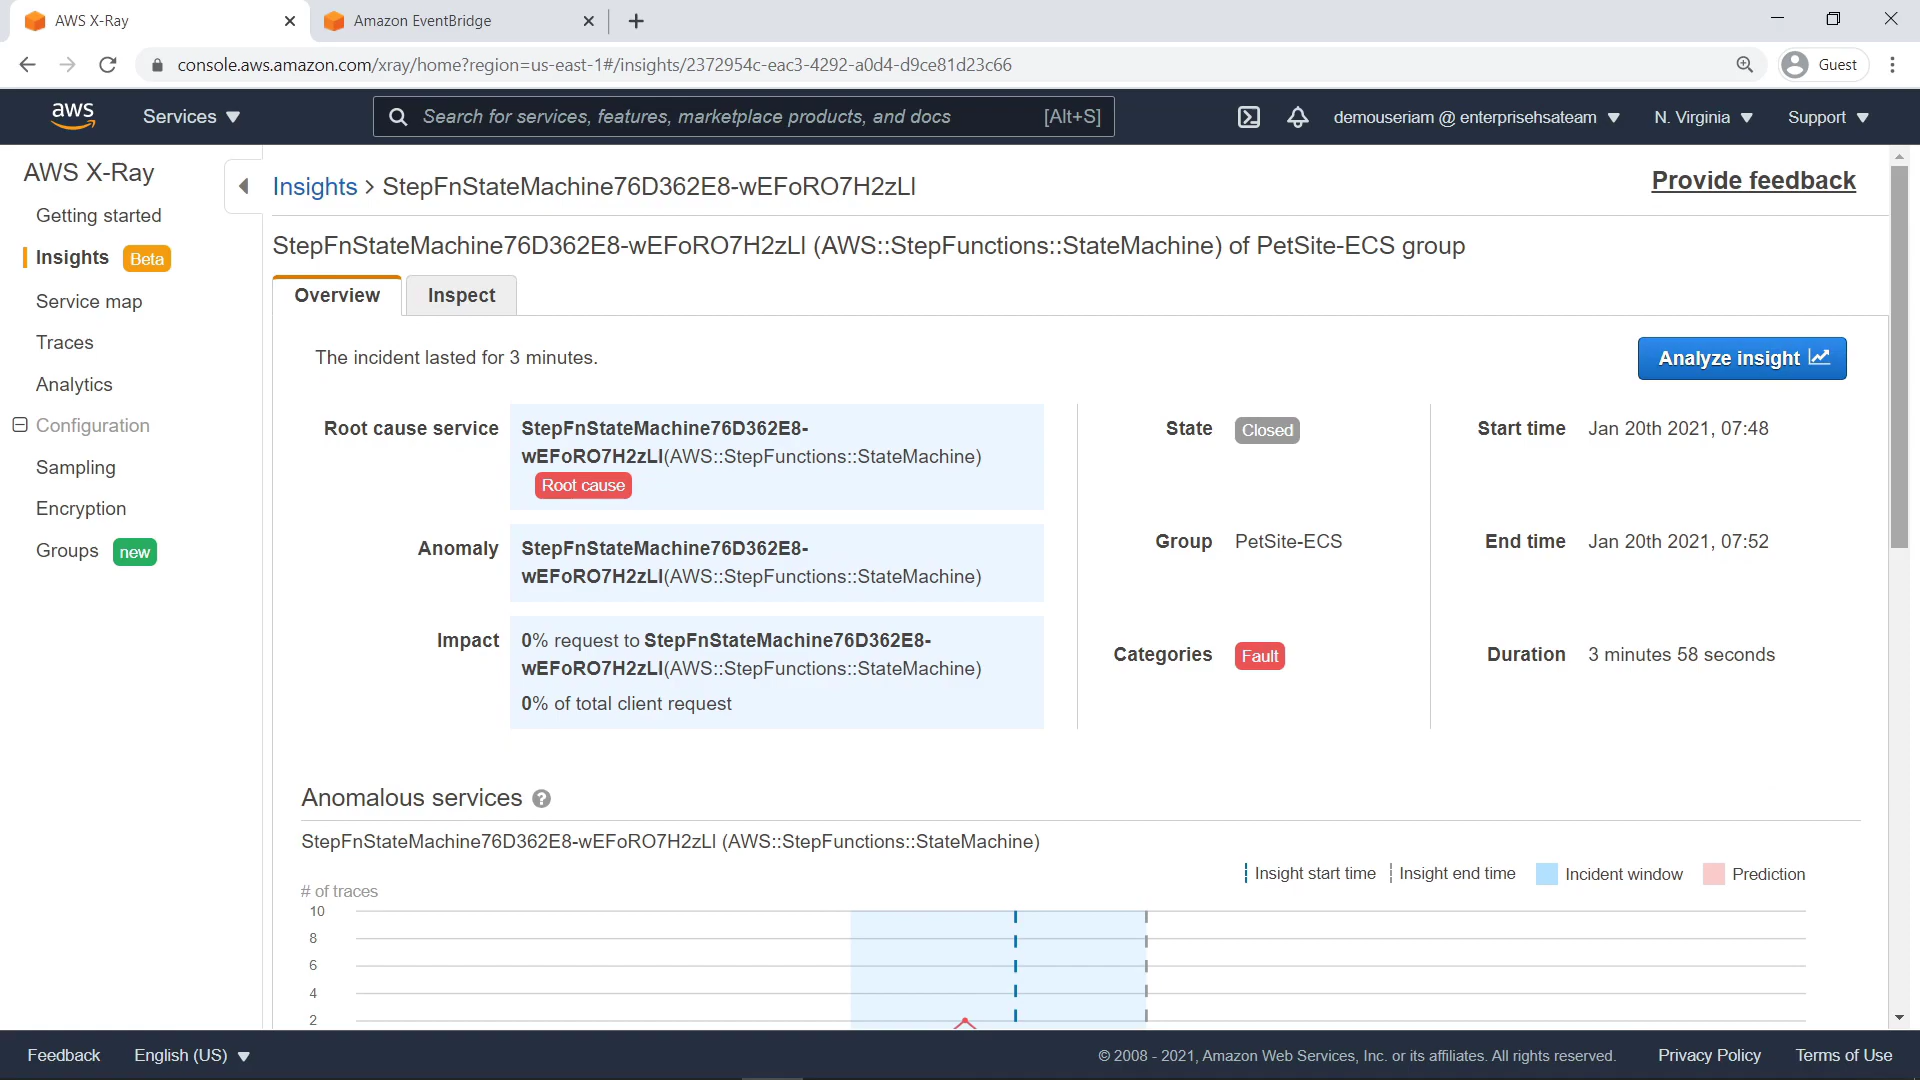 AWS X-Ray
Amazon EventBridge
console.aws.amazon.com/xray/home?region=us-east-1#/insights/2372954c-eac3-4292-a0d4-d9ce81d23c66
Guest
aws
Services
Search for services, features, marketplace products, and docs
[Alt+S]
demouseriam @ enterprisehsateam
N. Virginia
Support
AWS X-Ray
Getting started
Insights Beta
Service map
Traces
Analytics
Configuration
Sampling
Encryption
Groups new
Insights > StepFnStateMachine76D362E8-wEFoRO7H2zLl
Provide feedback
StepFnStateMachine76D362E8-wEFoRO7H2zLl (AWS::StepFunctions::StateMachine) of PetSite-ECS group
Overview
Inspect
The incident lasted for 3 minutes.
Analyze insight
Root cause service
StepFnStateMachine76D362E8-
wEFoRO7H2zLl(AWS::StepFunctions::StateMachine)
Root cause
Anomaly
StepFnStateMachine76D362E8-
wEFoRO7H2zLl(AWS::StepFunctions::StateMachine)
Impact
0% request to StepFnStateMachine76D362E8-
wEFoRO7H2zLl(AWS::StepFunctions::StateMachine)
0% of total client request
State Closed
Group PetSite-ECS
Categories Fault
Start time Jan 20th 2021, 07:48
End time Jan 20th 2021, 07:52
Duration 3 minutes 58 seconds
Anomalous services ?
StepFnStateMachine76D362E8-wEFoRO7H2zLl (AWS::StepFunctions::StateMachine)
Insight start time
Insight end time
Incident window
Prediction
# of traces
10
8
6
4
2
Feedback
English (US)
© 2008 - 2021, Amazon Web Services, Inc. or its affiliates. All rights reserved.
Privacy Policy
Terms of Use